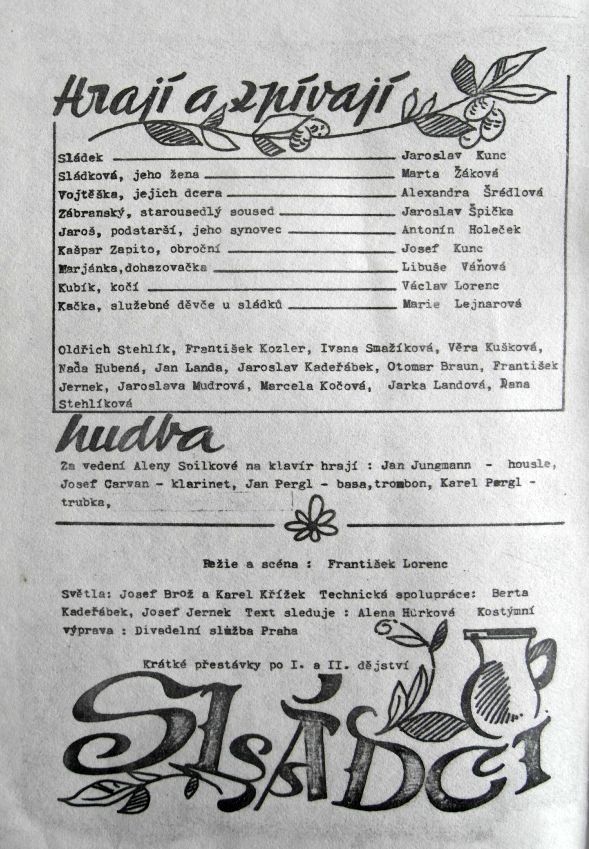 Hrají a zpívají
Sládek Jaroslav Kunc
Sládková, jeho žena Marta Žáková
Vojtěška, jejich dcera Alexandra Šrédlová
Zábranský, starousedlý soused Jaroslav Špička
Jaroš, podstarší, jeho synovec Antonín Holeček
Kašpar Zapito, obroční Josef Kunc
Marjánka,dohazovačka Libuše Váňová
Kubík, kočí Václav Lorenc
Kačka, služebné děvče u sládků Marie Lejnarová
Oldřich Stehlík, František Kozler, Ivana Smažíková, Věra Kušková,
Naďa Hubená, Jan Landa, Jaroslav Kadeřábek, Otomar Braun, František
Jernek, Jaroslava Mudrová, Marcela Kočová, Jarka Landová, Dana
Stehlíková
hudba
Za vedení Aleny Spilkové na klavír hrají : Jan Jungmann - housle,
Josef Carvan - klarinet, Jan Pergl - basa,trombon, Karel Pergl -
trubka,
Režie a scéna : František Lorenc
Světla: Josef Brož a Karel Křížek Technická spolupráce: Berta
Kadeřábek, Josef Jernek Text sleduje : Alena Hůrková Kostýmní
výprava : Divadelní služba Praha
Krátké přestávky po I. a II. dějství
SLSÁDCI